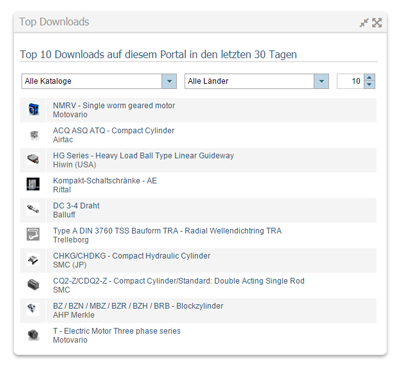 Top Downloads
Top 10 Downloads auf diesem Portal in den letzten 30 Tagen
Alle Kataloge
Alle Länder
10
NMRV - Single worm geared motor
Motovario
ACQ ASQ ATQ - Compact Cylinder
Airtac
HG Series - Heavy Load Ball Type Linear Guideway
Hiwin (USA)
Kompakt-Schaltschränke - AE
Rittal
DC 3-4 Draht
Balluff
Type A DIN 3760 TSS Bauform TRA - Radial Wellendichtring TRA
Trelleborg
CHKG/CHDKG - Compact Hydraulic Cylinder
SMC (JP)
CQ2-Z/CDQ2-Z - Compact Cylinder/Standard: Double Acting Single Rod
SMC
BZ / BZN / MBZ / BZR / BZH / BRB - Blockzylinder
AHP Merkle
T - Electric Motor Three phase series
Motovario